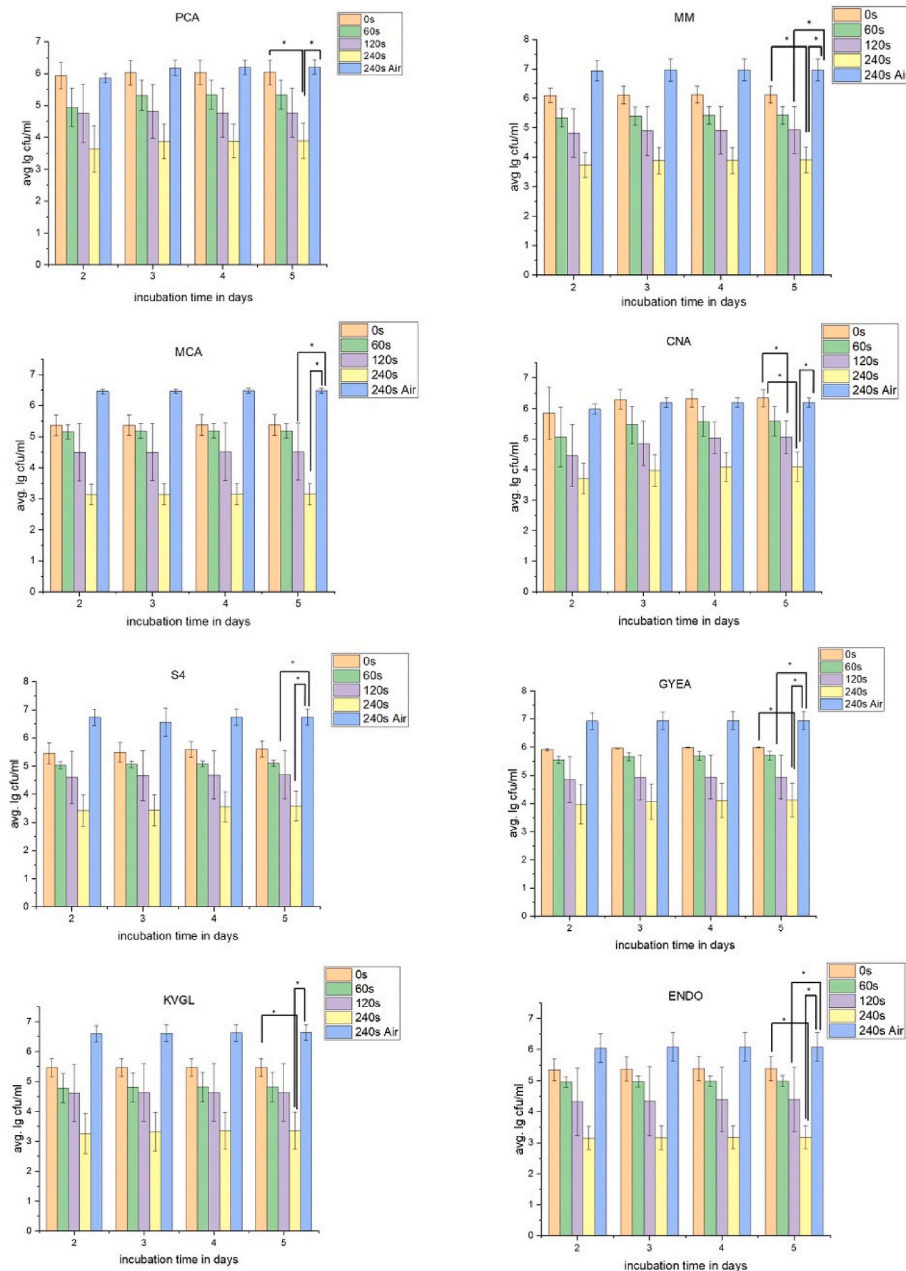 PCA
0s
60s
120s
240s
240s Air
* *
7
6
5
4
3
2
1
0
avg lg cfu/ml
2 3 4 5
incubation time in days
MM
0s
60s
120s
240s
240s Air
*
* *
8
7
6
5
4
3
2
1
0
avg lg cfu/ml
2 3 4 5
incubation time in days
MCA
0s
60s
120s
240s
240s Air
*
*
7
6
5
4
3
2
1
0
avg. lg cfu/ml
2 3 4 5
incubation time in days
CNA
0s
60s
120s
240s
240s Air
*
* *
7
6
5
4
3
2
1
0
avg. lg cfu/ml
2 3 4 5
incubation time in days
S4
0s
60s
120s
240s
240s Air
*
*
8
7
6
5
4
3
2
1
0
avg. lg cfu/ml
2 3 4 5
incubation time in days
GYEA
0s
60s
120s
240s
240s Air
*
*
*
8
7
6
5
4
3
2
1
0
avg. lg cfu/ml
2 3 4 5
incubation time in days
KVGL
0s
60s
120s
240s
240s Air
*
*
8
7
6
5
4
3
2
1
0
avg. lg cfu/ml
2 3 4 5
incubation time in days
ENDO
0s
60s
120s
240s
240s Air
*
*
*
7
6
5
4
3
2
1
0
avg. lg cfu/ml
2 3 4 5
incubation time in days